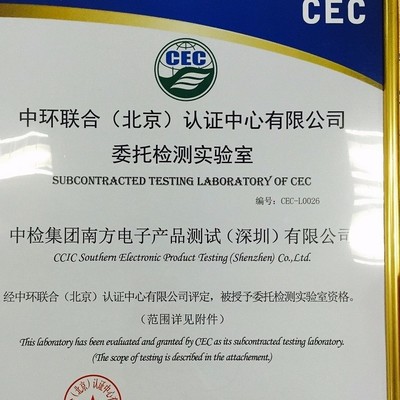 CEC
CEC
中环联合（北京）认证中心有限公司
委托检测实验室
SUBCONTRACTED TESTING LABORATORY OF CEC
编号：CEC-L0026
中检集团南方电子产品测试（深圳）有限公司
CCIC Southern Electronic Product Testing (Shenzhen) Co.,Ltd.
经中环联合（北京）认证中心有限公司评定，被授予委托检测实验室资格。
（范围详见附件）
This laboratory has been evaluated and granted by CEC as its subcontracted testing laboratory.
(The scope of testing is described in the attachement.)
（北京）认证中心